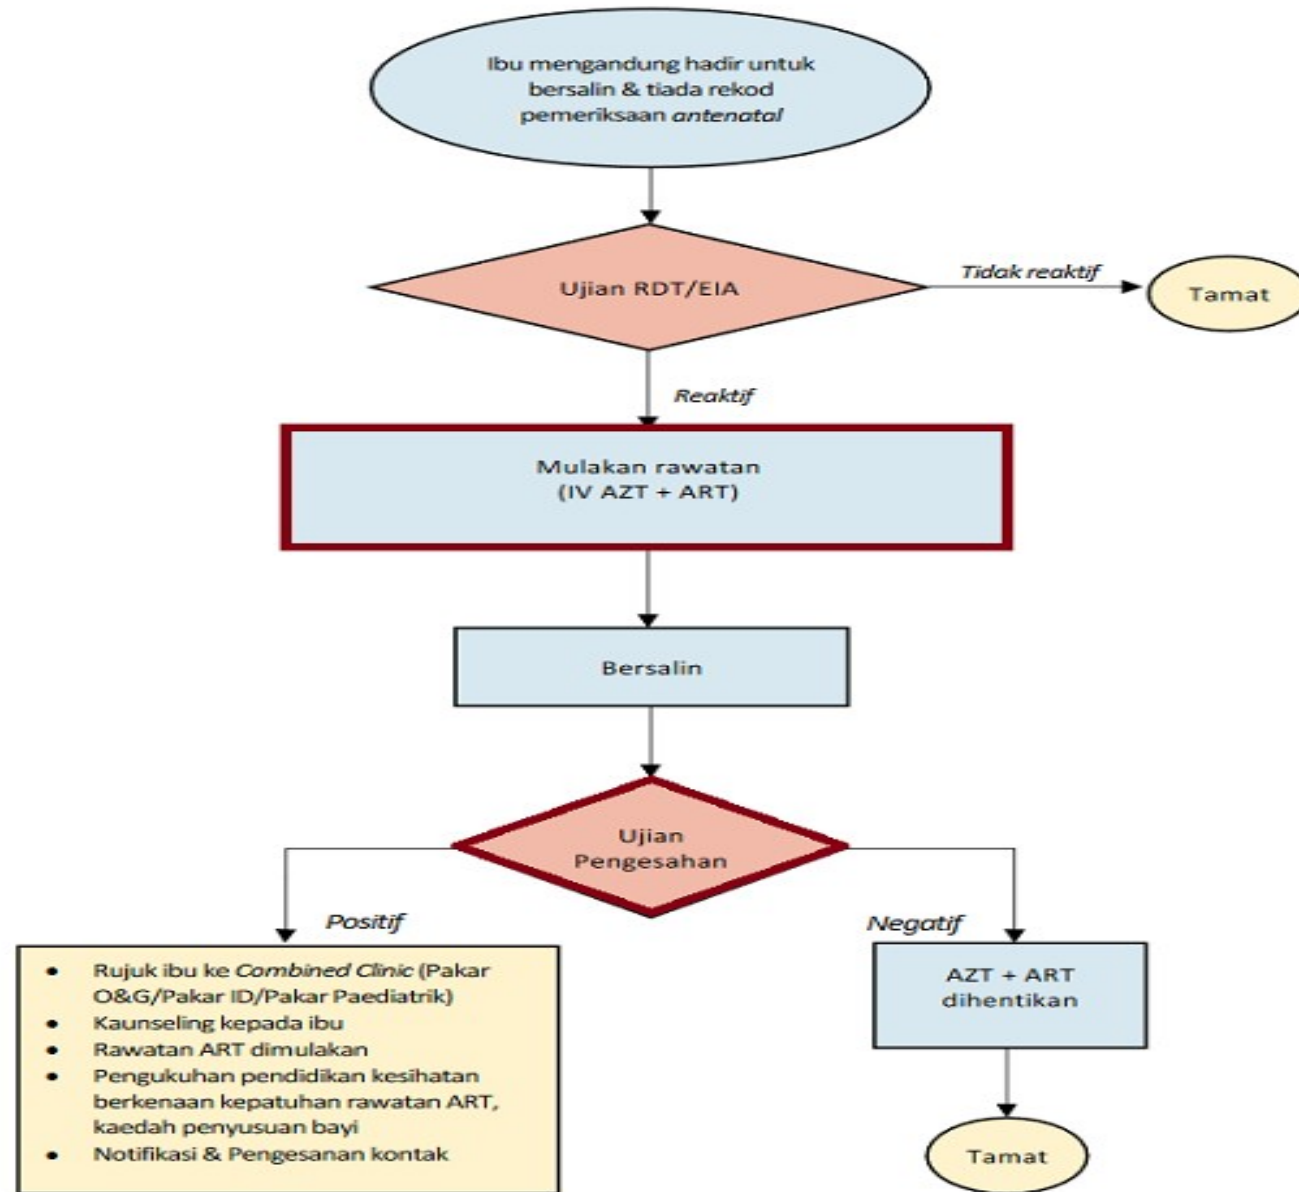 Ibu mengandung hadir untuk
bersalin & tiada rekod
pemeriksaan antenatal
Ujian RDT/EIA
Tidak reaktif
Tamat
Reaktif
Mulakan rawatan
(IV AZT + ART)
Bersalin
Ujian
Pengesahan
Positif
Negatif
• Rujuk ibu ke Combined Clinic (Pakar
O&G/Pakar ID/Pakar Paediatrik)
• Kaunseling kepada ibu
• Rawatan ART dimulakan
• Pengukuhan pendidikan kesihatan
berkenaan kepatuhan rawatan ART,
kaedah penyusuan bayi
• Notifikasi & Pengesanan kontak
AZT + ART
dihentikan
Tamat